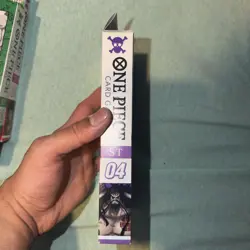 ONE PIECE
CARD G
ST
04